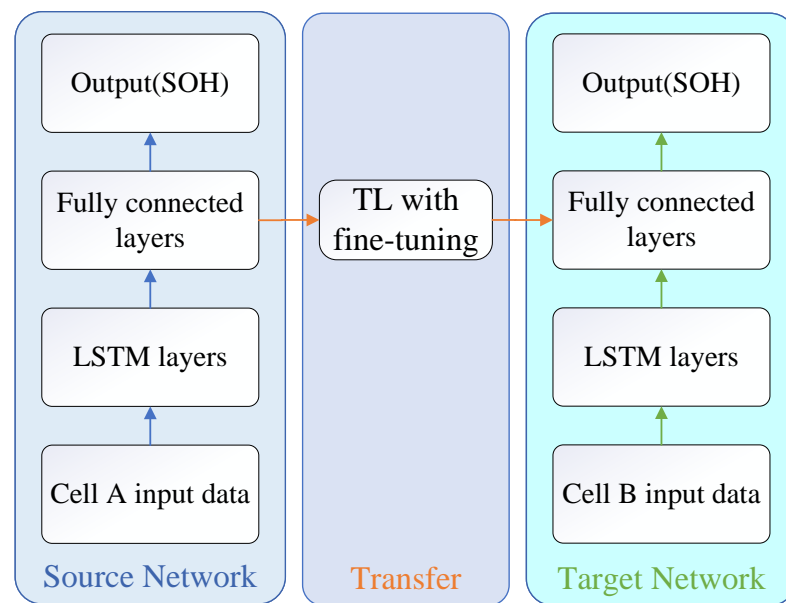 Output(SOH)
Fully connected
layers
LSTM layers
Cell A input data
Source Network
TL with
fine-tuning
Transfer
Output(SOH)
Fully connected
layers
LSTM layers
Cell B input data
Target Network